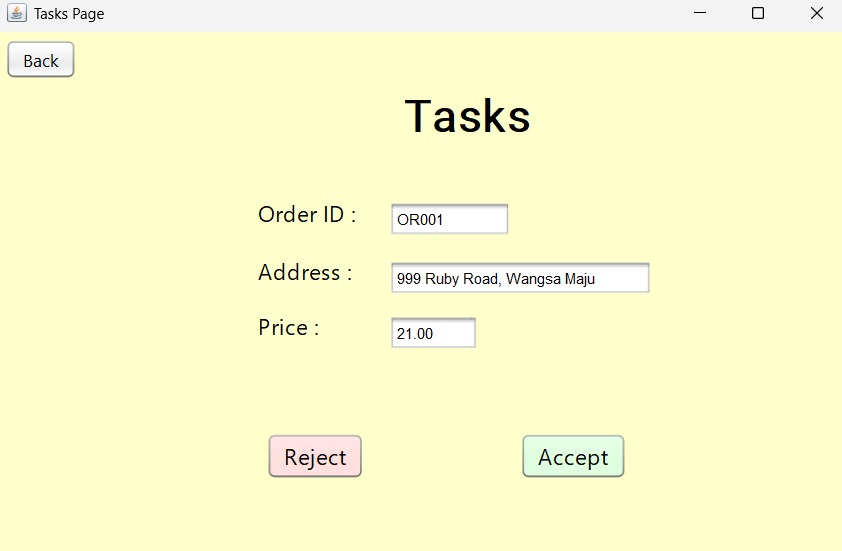 Tasks Page
Back
Tasks
Order ID : OR001
Address : 999 Ruby Road, Wangsa Maju
Price : 21.00
Reject Accept